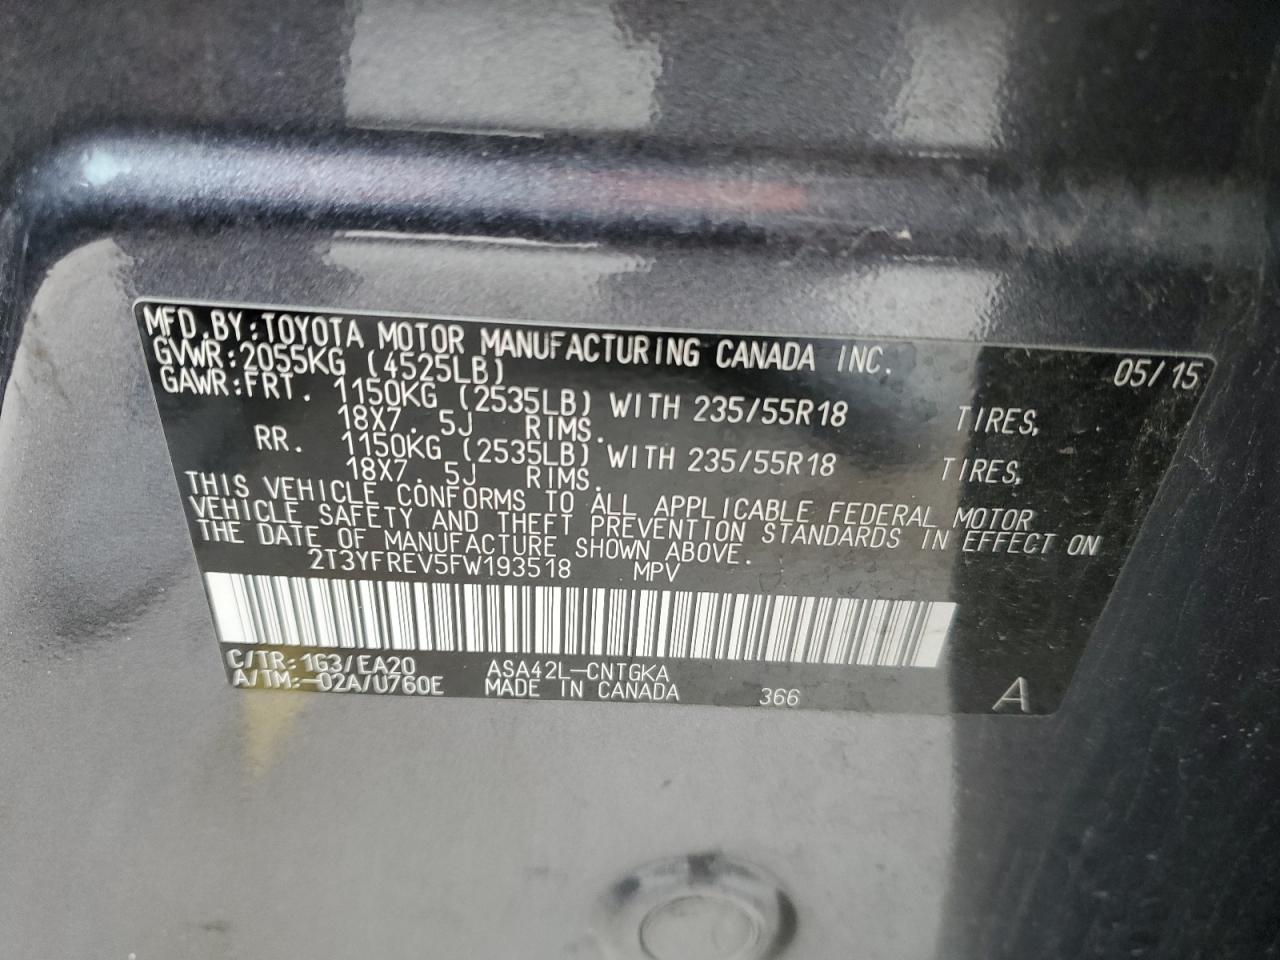 MFD. BY: TOYOTA MOTOR MANUFACTURING CANADA INC. 05/15
GVWR: 2055KG (4525LB)
GAWR: FRT. 1150KG (2535LB) WITH 235/55R18 TIRES,
18X7. 5J RIMS.
RR. 1150KG (2535LB) WITH 235/55R18 TIRES,
18X7. 5J RIMS.
THIS VEHICLE CONFORMS TO ALL APPLICABLE FEDERAL MOTOR
VEHICLE SAFETY AND THEFT PREVENTION STANDARDS IN EFFECT ON
THE DATE OF MANUFACTURE SHOWN ABOVE.
2T3YFREV5FW193518 MPV
C/TR: 1G3/EA20 ASA42L-CNTGKA
A/TM: -02A/U760E MADE IN CANADA 366 A